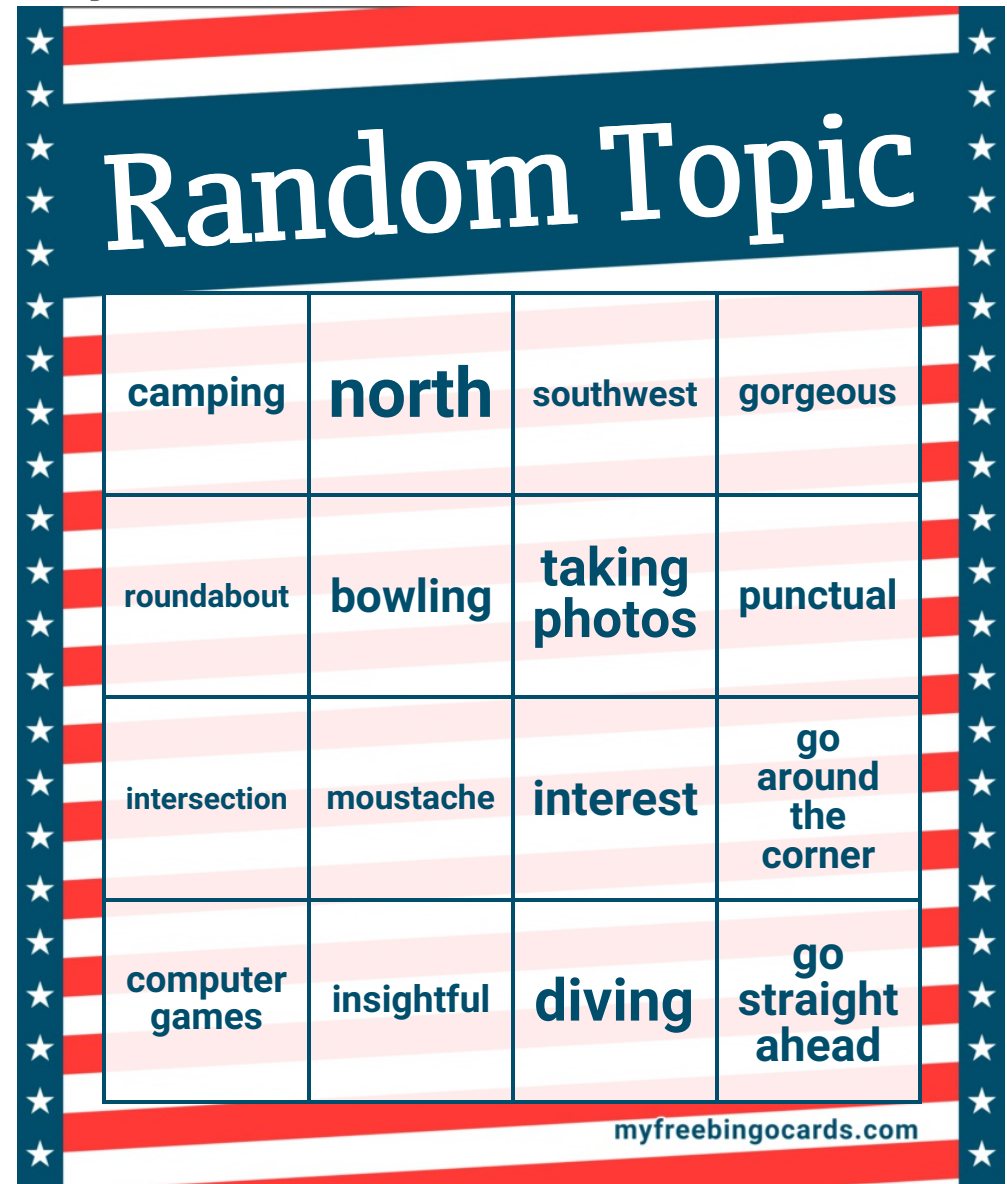 Random Topic
camping
north
southwest
gorgeous
roundabout
bowling
taking
photos
punctual
intersection
moustache
interest
go
around
the
corner
computer
games
insightful
diving
go
straight
ahead
myfreebingocards.com